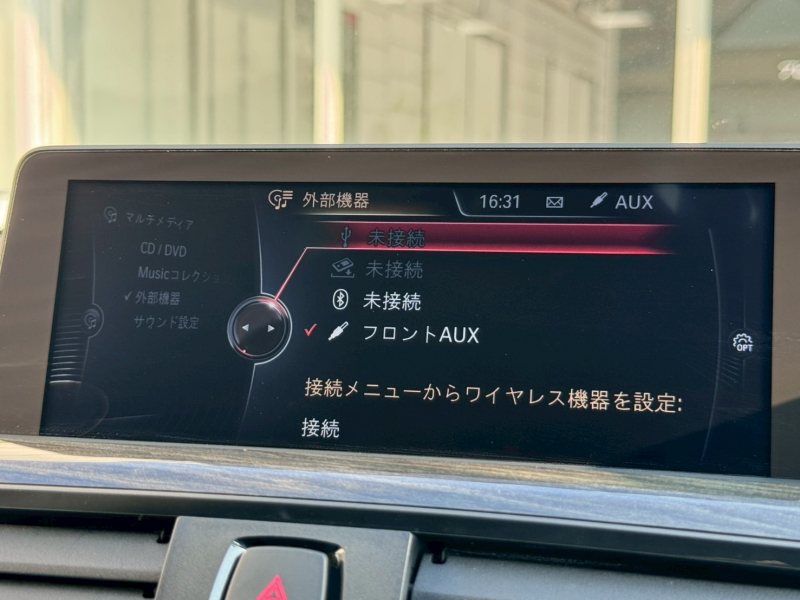 外部機器
16:31 AUX
マルチメディア
CD / DVD
Musicコレクショ
外部機器
サウンド設定
未接続
未接続
未接続
フロントAUX
接続メニューからワイヤレス機器を設定:
接続
OPT